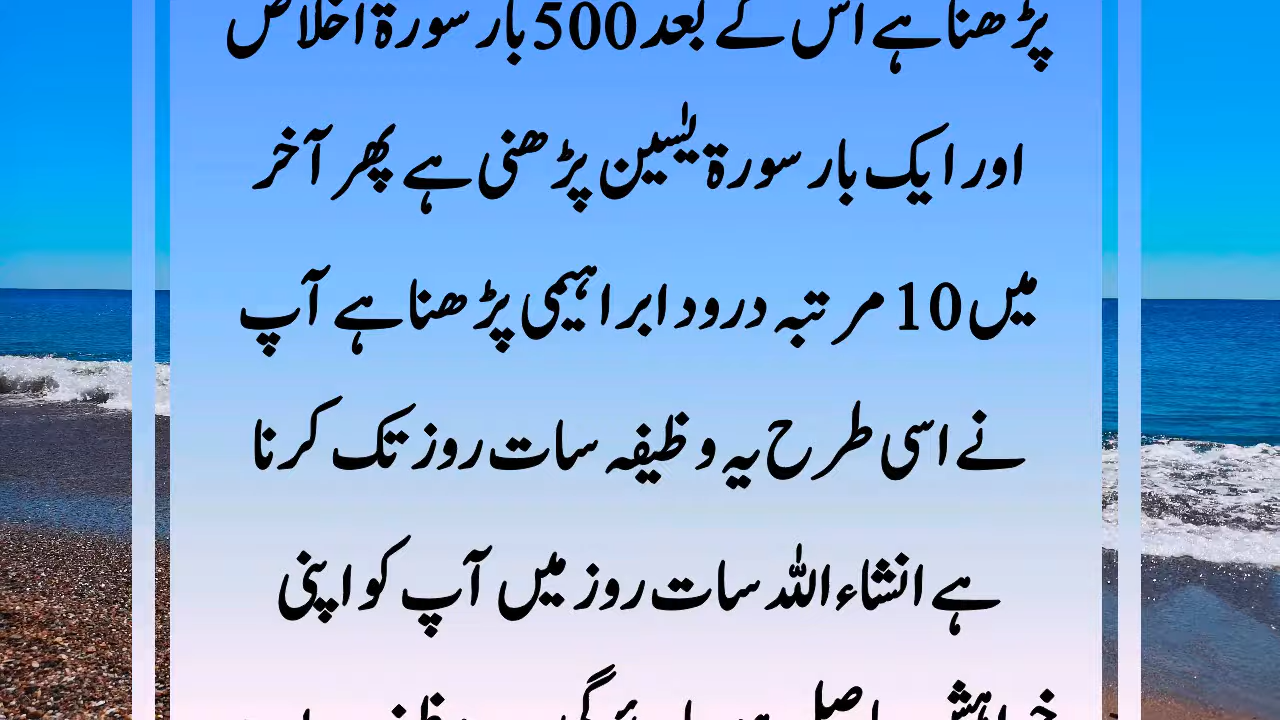 پڑھنا ہے اس کے بعد 500 بار سورۃ اخلاص
اور ایک بار سورۃ یٰسین پڑھنی ہے پھر آخر
میں 10 مرتبہ درود ابراہیمی پڑھنا ہے آپ
نے اسی طرح یہ وظیفہ سات روز تک کرنا
ہے انشاء اللہ سات روز میں آپ کو اپنی